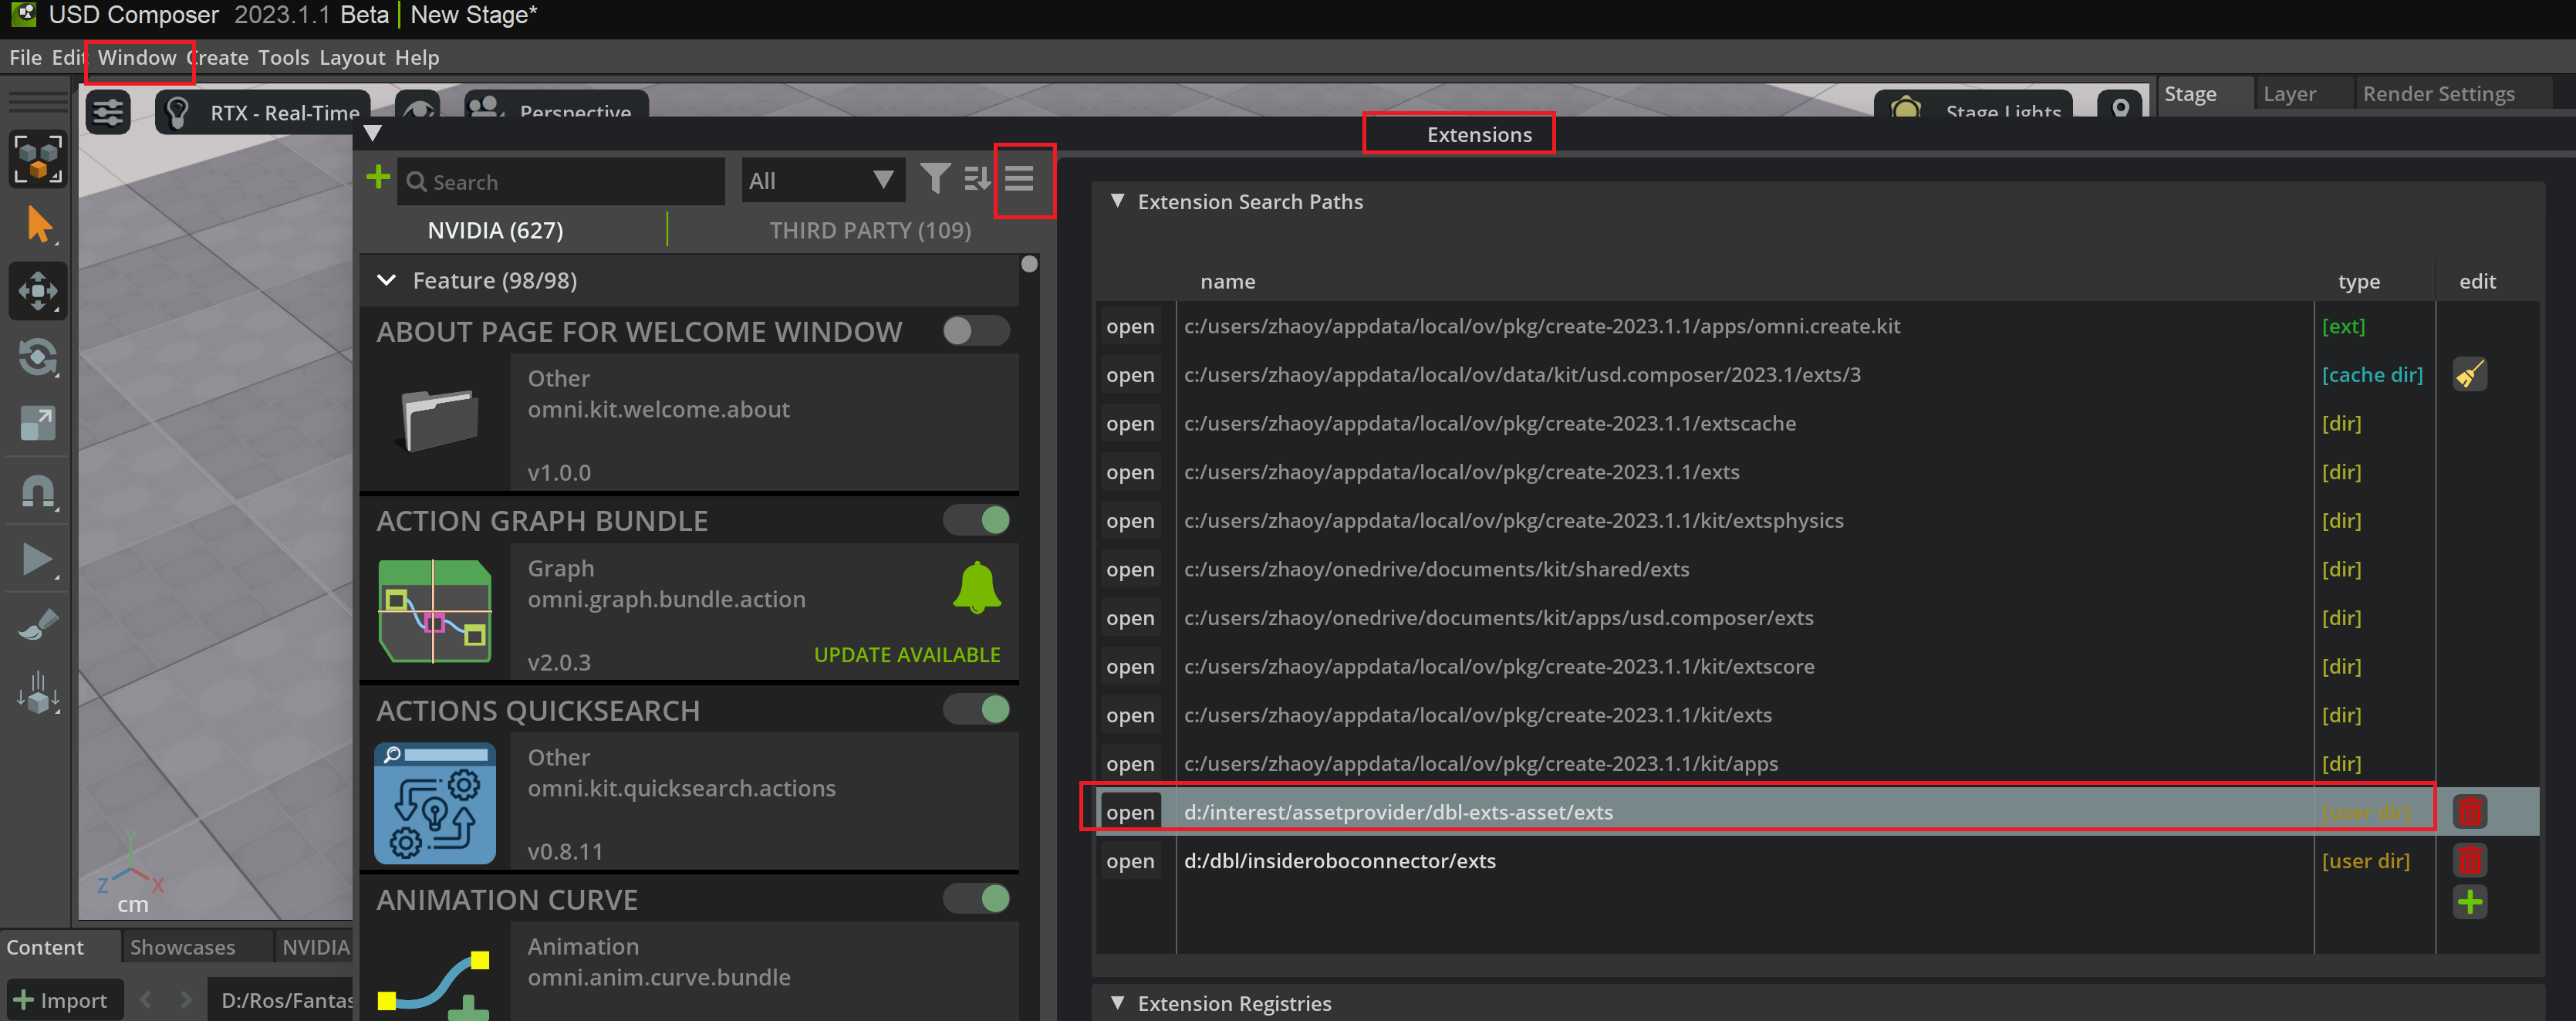 USD Composer 2023.1.1 Beta New Stage*
File Edit Window Create Tools Layout Help
RTX - Real-Time
Perspective
Stage Lights
Stage Layer Render Settings
Extensions
Search
All
NVIDIA (627)
THIRD PARTY (109)
Feature (98/98)
ABOUT PAGE FOR WELCOME WINDOW
Other
omni.kit.welcome.about
v1.0.0
ACTION GRAPH BUNDLE
Graph
omni.graph.bundle.action
v2.0.3
UPDATE AVAILABLE
ACTIONS QUICKSEARCH
Other
omni.kit.quicksearch.actions
v0.8.11
ANIMATION CURVE
Animation
omni.anim.curve.bundle
Extension Search Paths
name type edit
open c:/users/zhaoy/appdata/local/ov/pkg/create-2023.1.1/apps/omni.create.kit [ext]
open c:/users/zhaoy/appdata/local/ov/data/kit/usd.composer/2023.1/exts/3 [cache dir]
open c:/users/zhaoy/appdata/local/ov/pkg/create-2023.1.1/extscache [dir]
open c:/users/zhaoy/appdata/local/ov/pkg/create-2023.1.1/exts [dir]
open c:/users/zhaoy/appdata/local/ov/pkg/create-2023.1.1/kit/extsphysics [dir]
open c:/users/zhaoy/onedrive/documents/kit/shared/exts [dir]
open c:/users/zhaoy/onedrive/documents/kit/apps/usd.composer/exts [dir]
open c:/users/zhaoy/appdata/local/ov/pkg/create-2023.1.1/kit/extscore [dir]
open c:/users/zhaoy/appdata/local/ov/pkg/create-2023.1.1/kit/exts [dir]
open c:/users/zhaoy/appdata/local/ov/pkg/create-2023.1.1/kit/apps [dir]
open d:/interest/assetprovider/dbl-exts-asset/exts [user dir]
open d:/dbl/insideroboconnector/exts [user dir]
Extension Registries
Y
Z X
cm
Content Showcases NVIDIA
Import D:/Ros/Fantas